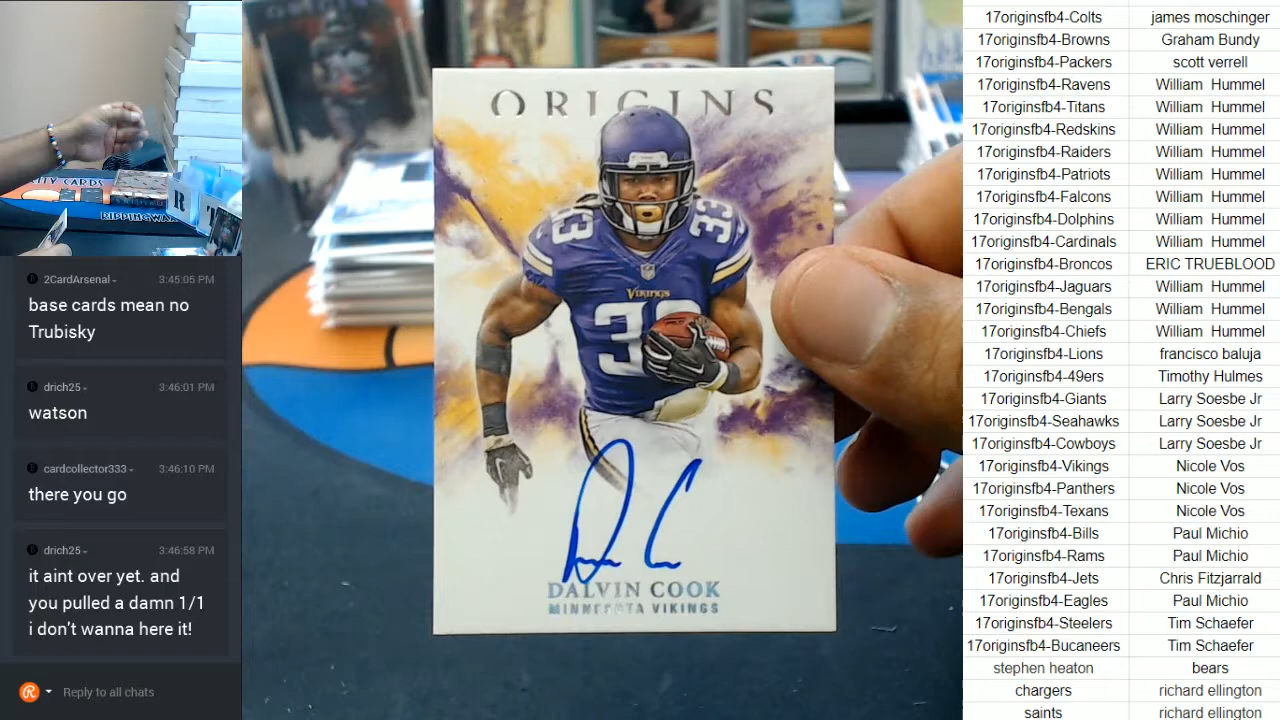 RIPPINGWA
2CardArsenal 3:45:05 PM
base cards mean no
Trubisky
drich25 3:46:01 PM
watson
cardcollector333 3:46:10 PM
there you go
drich25 3:46:58 PM
it aint over yet. and
you pulled a damn 1/1
i don't wanna here it!
Reply to all chats
ORIGINS
33
33
VIKINGS
33
DALVIN COOK
MINNESOTA VIKINGS
17originsfb4-Colts james moschinger
17originsfb4-Browns Graham Bundy
17originsfb4-Packers scott verrell
17originsfb4-Ravens William Hummel
17originsfb4-Titans William Hummel
17originsfb4-Redskins William Hummel
17originsfb4-Raiders William Hummel
17originsfb4-Patriots William Hummel
17originsfb4-Falcons William Hummel
17originsfb4-Dolphins William Hummel
17originsfb4-Cardinals William Hummel
17originsfb4-Broncos ERIC TRUEBLOOD
17originsfb4-Jaguars William Hummel
17originsfb4-Bengals William Hummel
17originsfb4-Chiefs William Hummel
17originsfb4-Lions francisco baluja
17originsfb4-49ers Timothy Hulmes
17originsfb4-Giants Larry Soesbe Jr
17originsfb4-Seahawks Larry Soesbe Jr
17originsfb4-Cowboys Larry Soesbe Jr
17originsfb4-Vikings Nicole Vos
17originsfb4-Panthers Nicole Vos
17originsfb4-Texans Nicole Vos
17originsfb4-Bills Paul Michio
17originsfb4-Rams Paul Michio
17originsfb4-Jets Chris Fitzjarrald
17originsfb4-Eagles Paul Michio
17originsfb4-Steelers Tim Schaefer
17originsfb4-Bucaneers Tim Schaefer
stephen heaton bears
chargers richard ellington
saints richard ellington